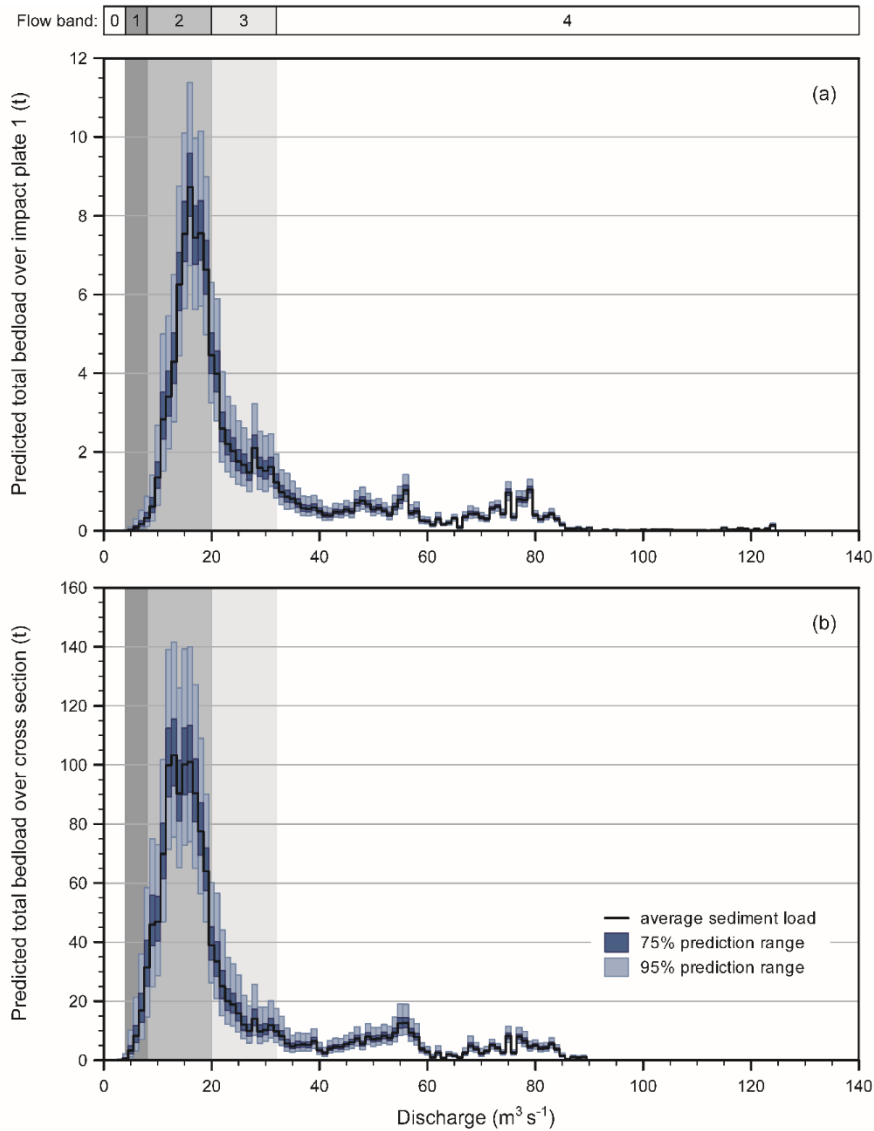 Flow band: 0 1 2 3 4
Predicted total bedload over impact plate 1 (t)
12
10
8
6
4
2
0
(a)
0 20 40 60 80 100 120 140
Predicted total bedload over cross section (t)
160
140
120
100
80
60
40
20
0
(b)
average sediment load
75% prediction range
95% prediction range
0 20 40 60 80 100 120 140
Discharge (m³ s⁻¹)